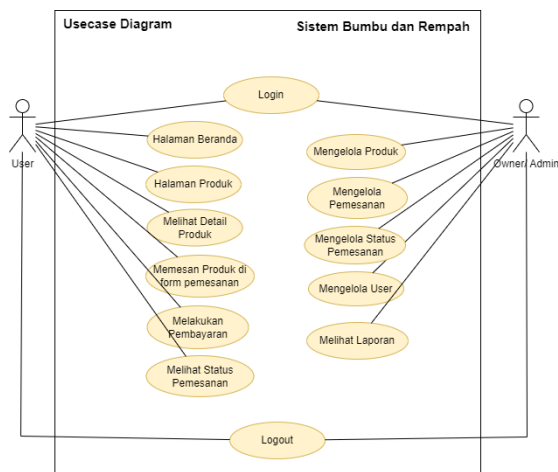 Usecase Diagram
Sistem Bumbu dan Rempah
Login
User
Owner/ Admin
Halaman Beranda
Halaman Produk
Melihat Detail
Produk
Memesan Produk di
form pemesanan
Melakukan
Pembayaran
Melihat Status
Pemesanan
Mengelola Produk
Mengelola
Pemesanan
Mengelola Status
Pemesanan
Mengelola User
Melihat Laporan
Logout